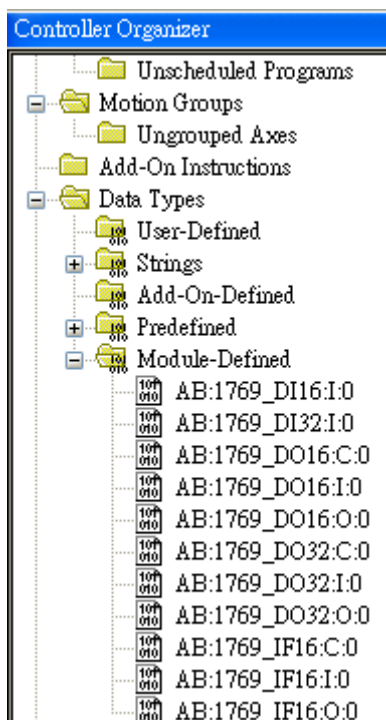 Controller Organizer
Unscheduled Programs
Motion Groups
Ungrouped Axes
Add-On Instructions
Data Types
User-Defined
Strings
Add-On-Defined
Predefined
Module-Defined
AB:1769_DI16:I:0
AB:1769_DI32:I:0
AB:1769_DO16:C:0
AB:1769_DO16:I:0
AB:1769_DO16:O:0
AB:1769_DO32:C:0
AB:1769_DO32:I:0
AB:1769_DO32:O:0
AB:1769_IF16:C:0
AB:1769_IF16:I:0
AB:1769_IF16:O:0